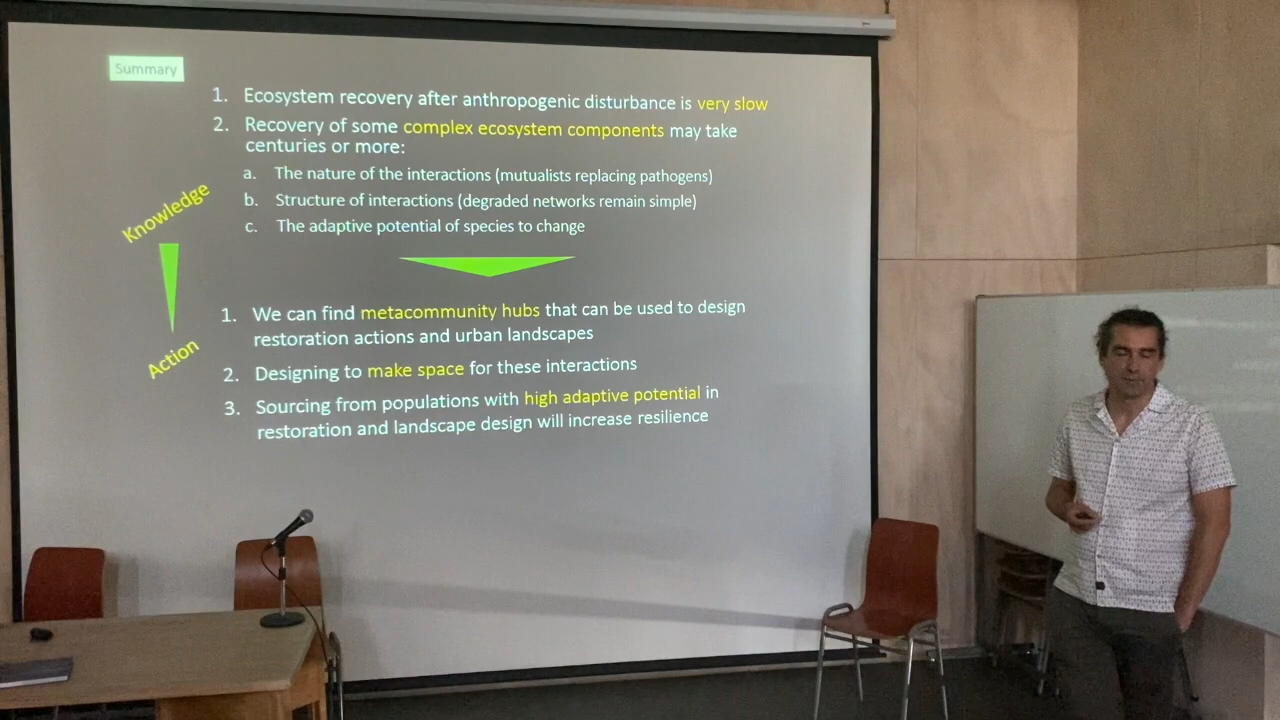 Summary
1. Ecosystem recovery after anthropogenic disturbance is very slow
2. Recovery of some complex ecosystem components may take
centuries or more:
a. The nature of the interactions (mutualists replacing pathogens)
b. Structure of interactions (degraded networks remain simple)
c. The adaptive potential of species to change
Knowledge
Action
1. We can find metacommunity hubs that can be used to design
restoration actions and urban landscapes
2. Designing to make space for these interactions
3. Sourcing from populations with high adaptive potential in
restoration and landscape design will increase resilience